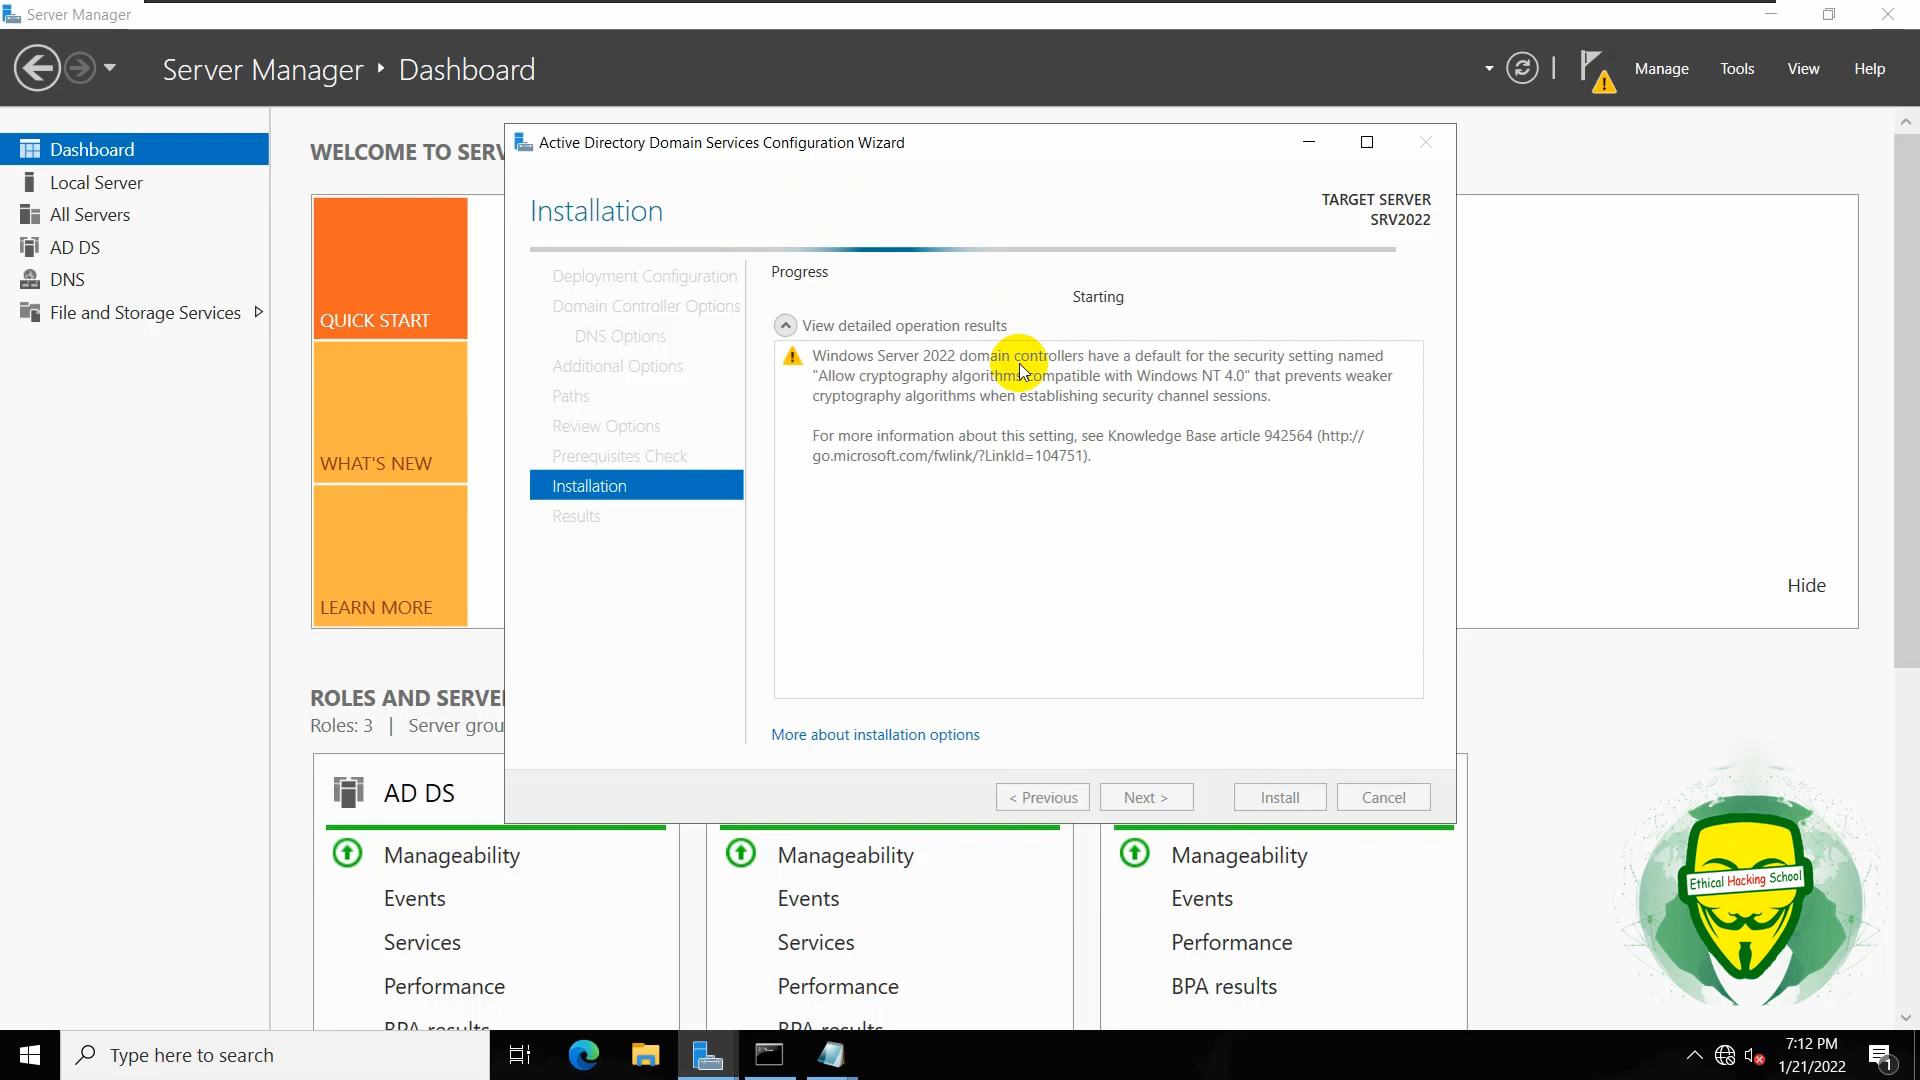 Server Manager
Server Manager
Dashboard
Manage
Tools
View
Help
Dashboard
Local Server
All Servers
AD DS
DNS
File and Storage Services
WELCOME TO SERV
QUICK START
WHAT'S NEW
LEARN MORE
Hide
ROLES AND SERVE
Roles: 3 | Server grou
Active Directory Domain Services Configuration Wizard
Installation
TARGET SERVER
SRV2022
Deployment Configuration
Domain Controller Options
DNS Options
Additional Options
Paths
Review Options
Prerequisites Check
Installation
Results
Progress
Starting
View detailed operation results
Windows Server 2022 domain controllers have a default for the security setting named
"Allow cryptography algorithms compatible with Windows NT 4.0" that prevents weaker
cryptography algorithms when establishing security channel sessions.
For more information about this setting, see Knowledge Base article 942564 (http://
go.microsoft.com/fwlink/?LinkId=104751).
More about installation options
< Previous
Next >
Install
Cancel
AD DS
Manageability
Events
Services
Performance
BPA results
Manageability
Events
Services
Performance
BPA results
Manageability
Events
Performance
BPA results
Ethical Hacking School
Type here to search
7:12 PM
1/21/2022
1